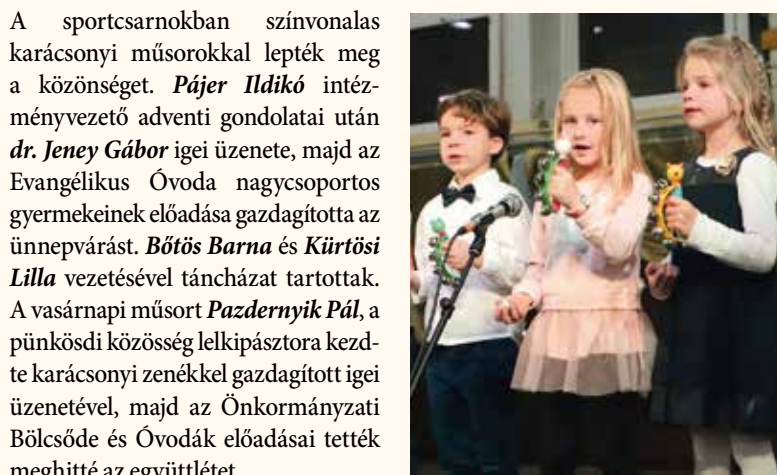 A sportcsarnokban színvonalas
karácsonyi műsorokkal lepték meg
a közönséget. Pájer Ildikó intéz-
ményvezető adventi gondolatai után
dr. Jeney Gábor igei üzenete, majd az
Evangélikus Óvoda nagycsoportos
gyermekeinek előadása gazdagította az
ünnepvárást. Bőtös Barna és Kürtösi
Lilla vezetésével táncházat tartottak.
A vasárnapi műsort Pazdernyik Pál, a
pünkösdi közösség lelkipásztora kezd-
te karácsonyi zenékkel gazdagított igei
üzenetével, majd az Önkormányzati
Bölcsőde és Óvodák előadásai tették
meghitté az együttlétet.